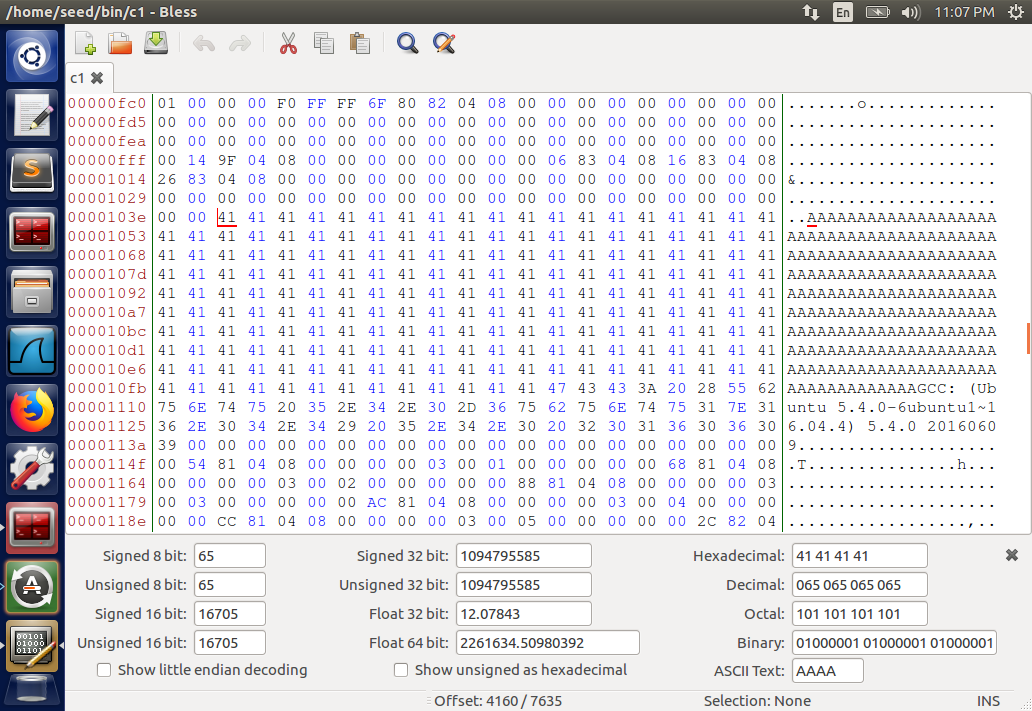 /home/seed/bin/c1 - Bless
En
11:07 PM
c1
00000fc0 01 00 00 00 F0 FF FF 6F 80 82 04 08 00 00 00 00 00 00 00 00 00 .......o.............
00000fd5 00 00 00 00 00 00 00 00 00 00 00 00 00 00 00 00 00 00 00 00 00 .....................
00000fea 00 00 00 00 00 00 00 00 00 00 00 00 00 00 00 00 00 00 00 00 00 .....................
00000fff 00 14 9F 04 08 00 00 00 00 00 00 00 00 06 83 04 08 16 83 04 08 .....................
00001014 26 83 04 08 00 00 00 00 00 00 00 00 00 00 00 00 00 00 00 00 00 &....................
00001029 00 00 00 00 00 00 00 00 00 00 00 00 00 00 00 00 00 00 00 00 00 .....................
0000103e 00 00 41 41 41 41 41 41 41 41 41 41 41 41 41 41 41 41 41 41 41 ..AAAAAAAAAAAAAAAAAAA
00001053 41 41 41 41 41 41 41 41 41 41 41 41 41 41 41 41 41 41 41 41 41 AAAAAAAAAAAAAAAAAAAAA
00001068 41 41 41 41 41 41 41 41 41 41 41 41 41 41 41 41 41 41 41 41 41 AAAAAAAAAAAAAAAAAAAAA
0000107d 41 41 41 41 41 41 41 41 41 41 41 41 41 41 41 41 41 41 41 41 41 AAAAAAAAAAAAAAAAAAAAA
00001092 41 41 41 41 41 41 41 41 41 41 41 41 41 41 41 41 41 41 41 41 41 AAAAAAAAAAAAAAAAAAAAA
000010a7 41 41 41 41 41 41 41 41 41 41 41 41 41 41 41 41 41 41 41 41 41 AAAAAAAAAAAAAAAAAAAAA
000010bc 41 41 41 41 41 41 41 41 41 41 41 41 41 41 41 41 41 41 41 41 41 AAAAAAAAAAAAAAAAAAAAA
000010d1 41 41 41 41 41 41 41 41 41 41 41 41 41 41 41 41 41 41 41 41 41 AAAAAAAAAAAAAAAAAAAAA
000010e6 41 41 41 41 41 41 41 41 41 41 41 41 41 41 41 41 41 41 41 41 41 AAAAAAAAAAAAAAAAAAAAA
000010fb 41 41 41 41 41 41 41 41 41 41 41 41 41 47 43 43 3A 20 28 55 62 AAAAAAAAAAAAAGCC: (Ub
00001110 75 6E 74 75 20 35 2E 34 2E 30 2D 36 75 62 75 6E 74 75 31 7E 31 untu 5.4.0-6ubuntu1~1
00001125 36 2E 30 34 2E 34 29 20 35 2E 34 2E 30 20 32 30 31 36 30 36 30 6.04.4) 5.4.0 2016060
0000113a 39 00 00 00 00 00 00 00 00 00 00 00 00 00 00 00 00 00 00 00 00 9....................
0000114f 00 54 81 04 08 00 00 00 00 03 00 01 00 00 00 00 00 68 81 04 08 .T...............h...
00001164 00 00 00 00 03 00 02 00 00 00 00 00 88 81 04 08 00 00 00 00 03 .....................
00001179 00 03 00 00 00 00 00 AC 81 04 08 00 00 00 00 03 00 04 00 00 00 .....................
0000118e 00 00 CC 81 04 08 00 00 00 00 03 00 05 00 00 00 00 00 2C 82 04 ..................,..
Signed 8 bit: 65 Signed 32 bit: 1094795585 Hexadecimal: 41 41 41 41
Unsigned 8 bit: 65 Unsigned 32 bit: 1094795585 Decimal: 065 065 065 065
Signed 16 bit: 16705 Float 32 bit: 12.07843 Octal: 101 101 101 101
Unsigned 16 bit: 16705 Float 64 bit: 2261634.50980392 Binary: 01000001 01000001 01000001
Show little endian decoding Show unsigned as hexadecimal ASCII Text: AAAA
Offset: 4160 / 7635 Selection: None INS